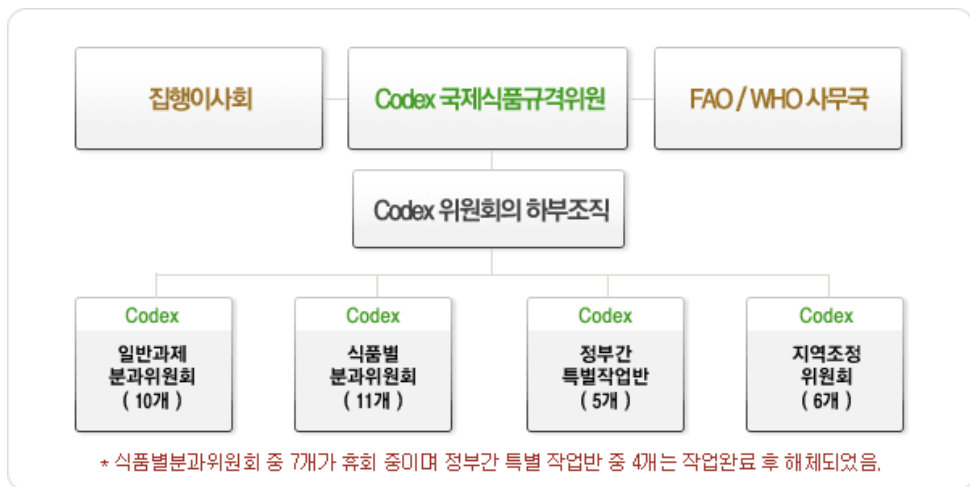 집행이사회
Codex 국제식품규격위원
FAO / WHO 사무국
Codex 위원회의 하부조직
Codex
일반과제
분과위원회
( 10개 )
Codex
식품별
분과위원회
( 11개 )
Codex
정부간
특별작업반
( 5개 )
Codex
지역조정
위원회
( 6개 )
* 식품별분과위원회 중 7개가 휴회 중이며 정부간 특별 작업반 중 4개는 작업완료 후 해체되었음.